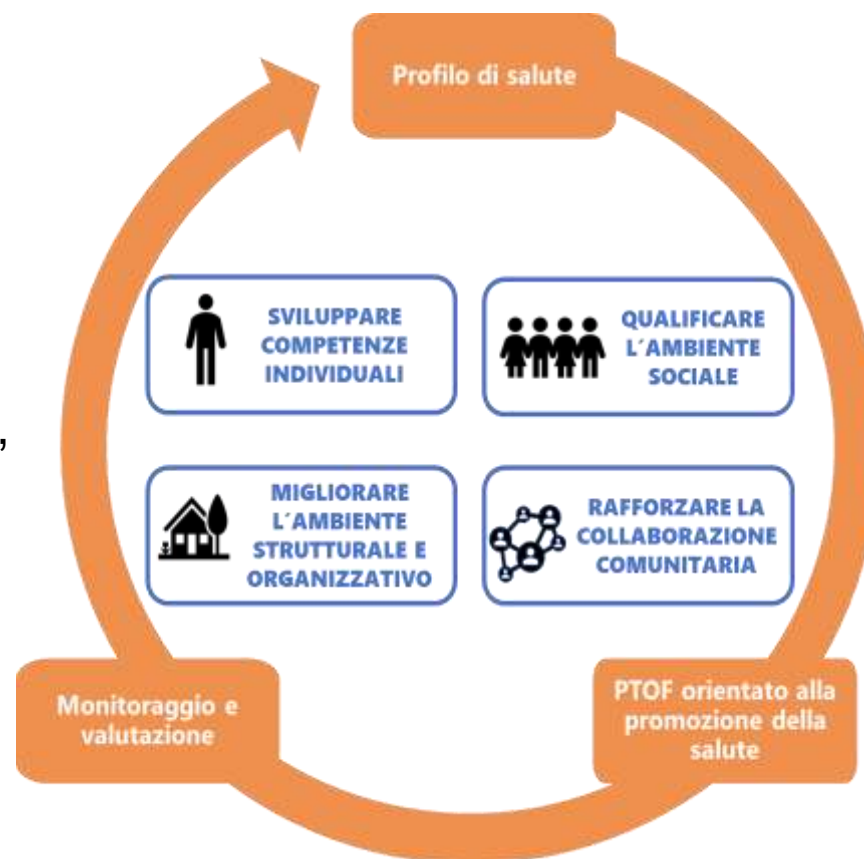 Profilo di salute
SVILUPPARE
COMPETENZE
INDIVIDUALI
QUALIFICARE
L´AMBIENTE
SOCIALE
,
MIGLIORARE
L´AMBIENTE
STRUTTURALE E
ORGANIZZATIVO
RAFFORZARE LA
COLLABORAZIONE
COMUNITARIA
Monitoraggio e
valutazione
PTOF orientato alla
promozione della
salute